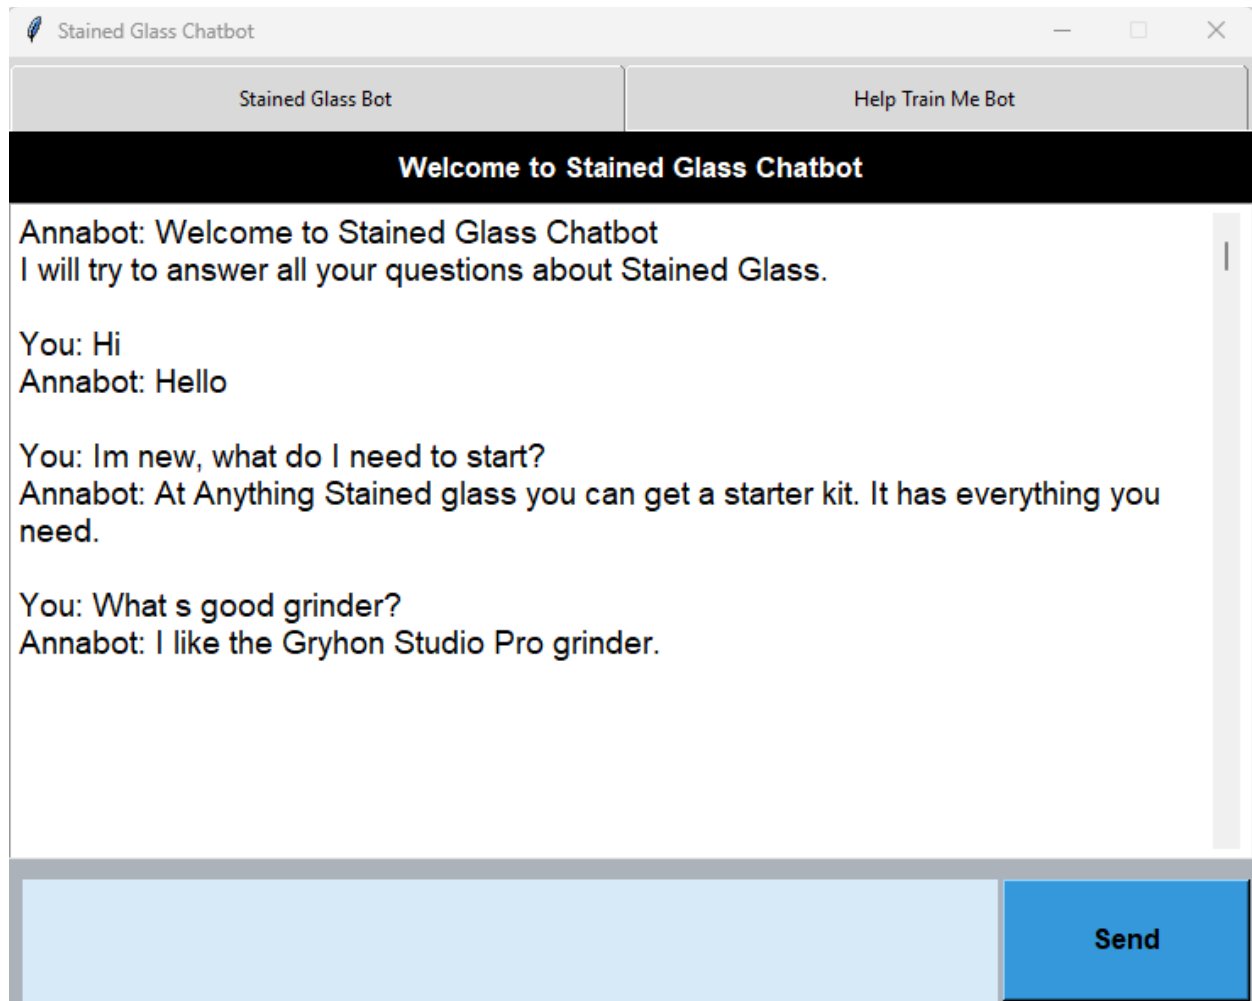 Stained Glass Chatbot
Stained Glass Bot
Help Train Me Bot
Welcome to Stained Glass Chatbot
Annabot: Welcome to Stained Glass Chatbot
I will try to answer all your questions about Stained Glass.
You: Hi
Annabot: Hello
You: Im new, what do I need to start?
Annabot: At Anything Stained glass you can get a starter kit. It has everything you
need.
You: What s good grinder?
Annabot: I like the Gryhon Studio Pro grinder.
Send